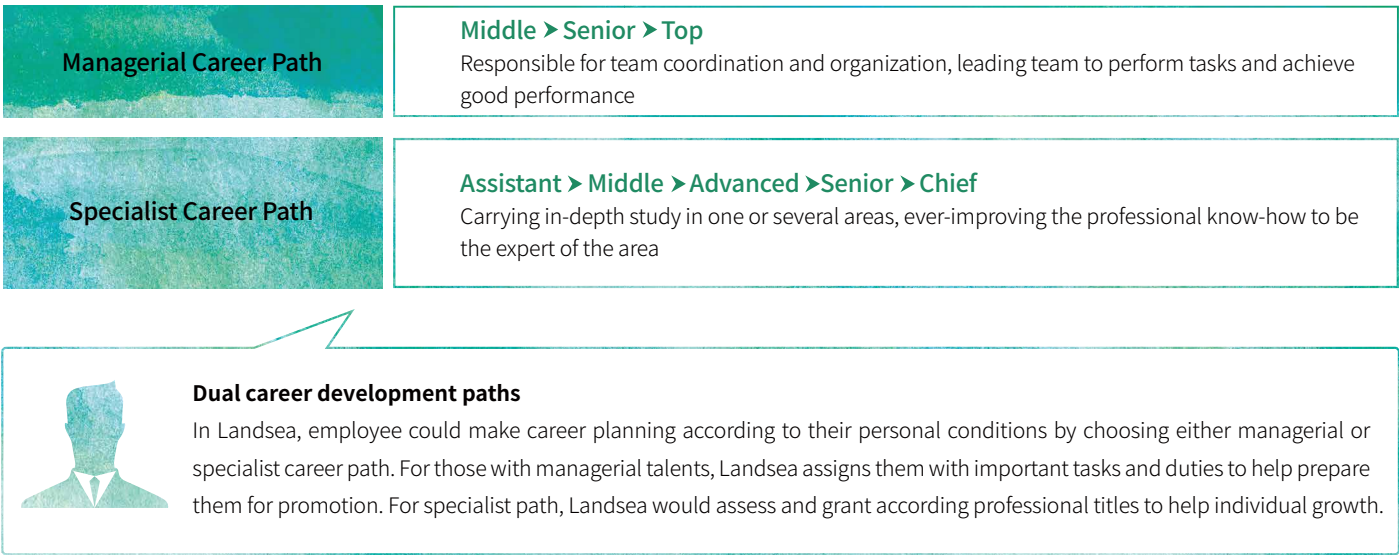 Managerial Career Path
Middle ➤ Senior ➤ Top
Responsible for team coordination and organization, leading team to perform tasks and achieve
good performance
Specialist Career Path
Assistant ➤ Middle ➤ Advanced ➤Senior ➤ Chief
Carrying in-depth study in one or several areas, ever-improving the professional know-how to be
the expert of the area
Dual career development paths
In Landsea, employee could make career planning according to their personal conditions by choosing either managerial or
specialist career path. For those with managerial talents, Landsea assigns them with important tasks and duties to help prepare
them for promotion. For specialist path, Landsea would assess and grant according professional titles to help individual growth.